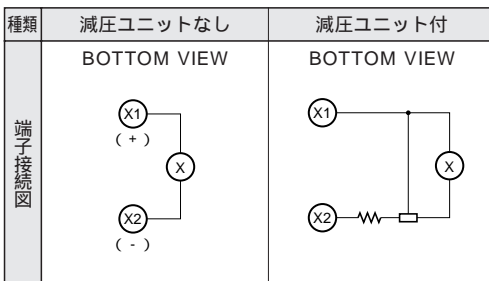 種類
減圧ユニットなし
減圧ユニット付
端子接続図
BOTTOM VIEW
X1
( + )
X
X2
( - )
BOTTOM VIEW
X1
X
X2